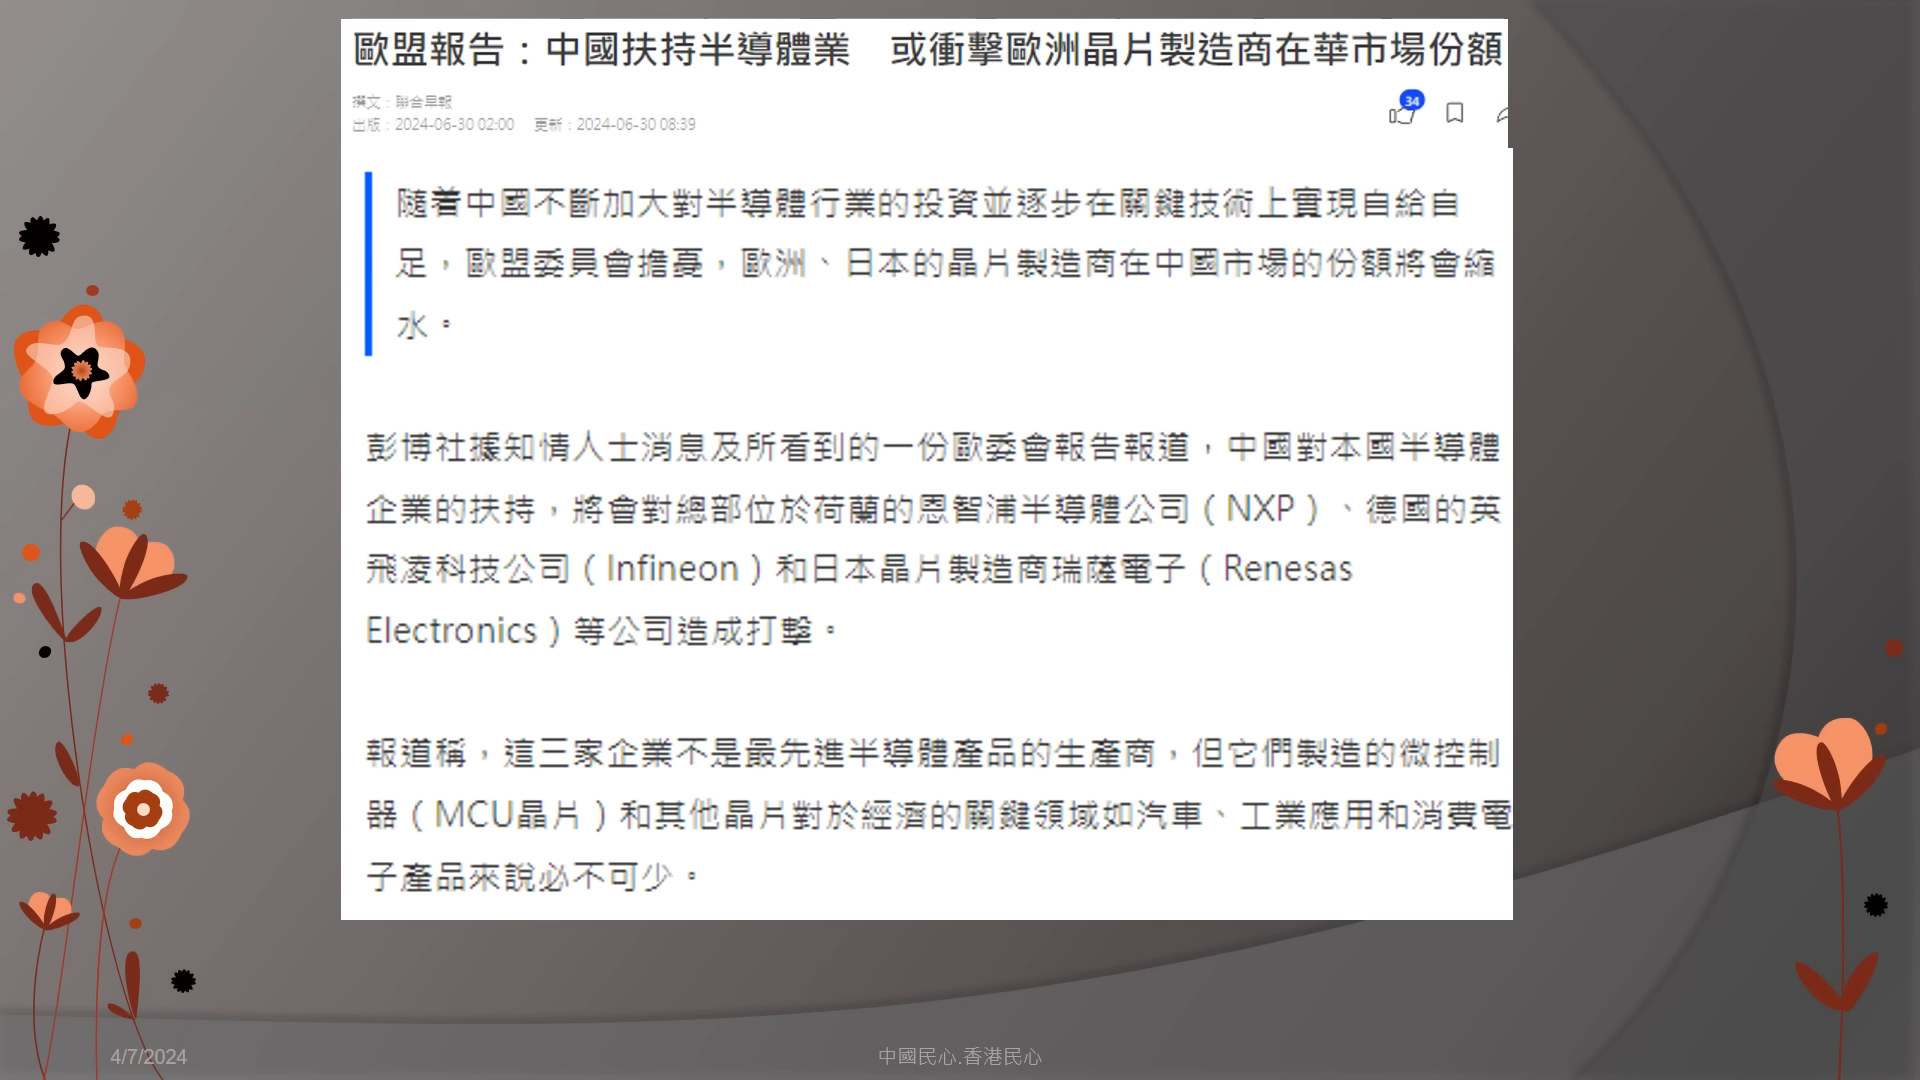 歐盟報告：中國扶持半導體業　或衝擊歐洲晶片製造商在華市場份額
撰文：聯合早報
出版：2024-06-30 02:00　更新：2024-06-30 08:39
34
隨着中國不斷加大對半導體行業的投資並逐步在關鍵技術上實現自給自
足，歐盟委員會擔憂，歐洲、日本的晶片製造商在中國市場的份額將會縮
水。
彭博社據知情人士消息及所看到的一份歐委會報告報道，中國對本國半導體
企業的扶持，將會對總部位於荷蘭的恩智浦半導體公司（NXP）、德國的英
飛凌科技公司（Infineon）和日本晶片製造商瑞薩電子（Renesas
Electronics）等公司造成打擊。
報道稱，這三家企業不是最先進半導體產品的生產商，但它們製造的微控制
器（MCU晶片）和其他晶片對於經濟的關鍵領域如汽車、工業應用和消費電
子產品來說必不可少。
4/7/2024
中國民心.香港民心